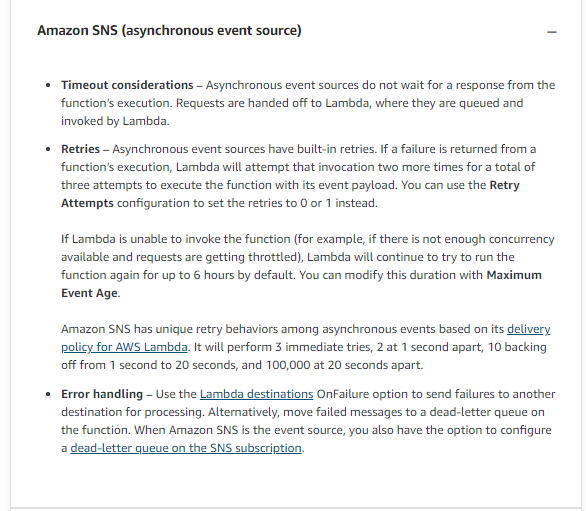 Amazon SNS (asynchronous event source)
• Timeout considerations – Asynchronous event sources do not wait for a response from the
function's execution. Requests are handed off to Lambda, where they are queued and
invoked by Lambda.
• Retries – Asynchronous event sources have built-in retries. If a failure is returned from a
function's execution, Lambda will attempt that invocation two more times for a total of
three attempts to execute the function with its event payload. You can use the Retry
Attempts configuration to set the retries to 0 or 1 instead.
If Lambda is unable to invoke the function (for example, if there is not enough concurrency
available and requests are getting throttled), Lambda will continue to try to run the
function again for up to 6 hours by default. You can modify this duration with Maximum
Event Age.
Amazon SNS has unique retry behaviors among asynchronous events based on its delivery
policy for AWS Lambda. It will perform 3 immediate tries, 2 at 1 second apart, 10 backing
off from 1 second to 20 seconds, and 100,000 at 20 seconds apart.
• Error handling – Use the Lambda destinations OnFailure option to send failures to another
destination for processing. Alternatively, move failed messages to a dead-letter queue on
the function. When Amazon SNS is the event source, you also have the option to configure
a dead-letter queue on the SNS subscription.